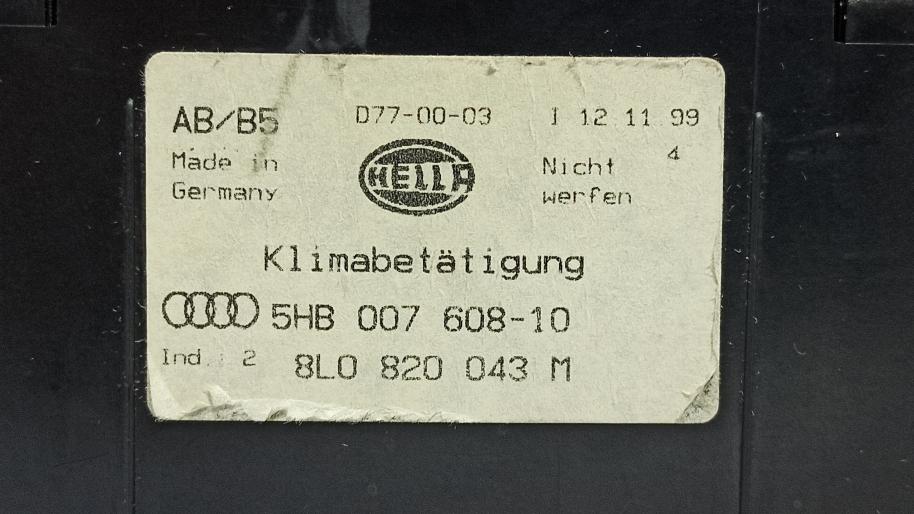 AB/B5 D77-00-03 I 12 11 99
Made in
Germany
HELLA
Nicht 4
werfen
Klimabetätigung
5HB 007 608-10
Ind.: 2 8L0 820 043 M